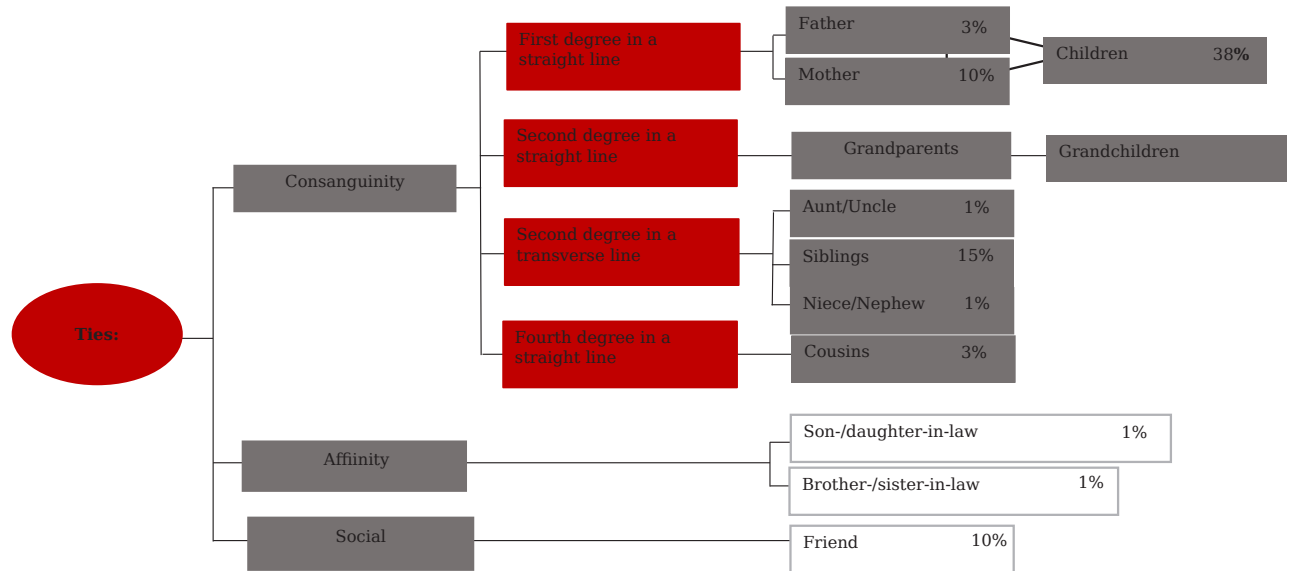 Ties:
Consanguinity
First degree in a
straight line
Father 3%
Mother 10%
Children 38%
Second degree in a
straight line
Grandparents
Grandchildren
Second degree in a
transverse line
Aunt/Uncle 1%
Siblings 15%
Niece/Nephew 1%
Fourth degree in a
straight line
Cousins 3%
Affiinity
Son-/daughter-in-law 1%
Brother-/sister-in-law 1%
Social
Friend 10%